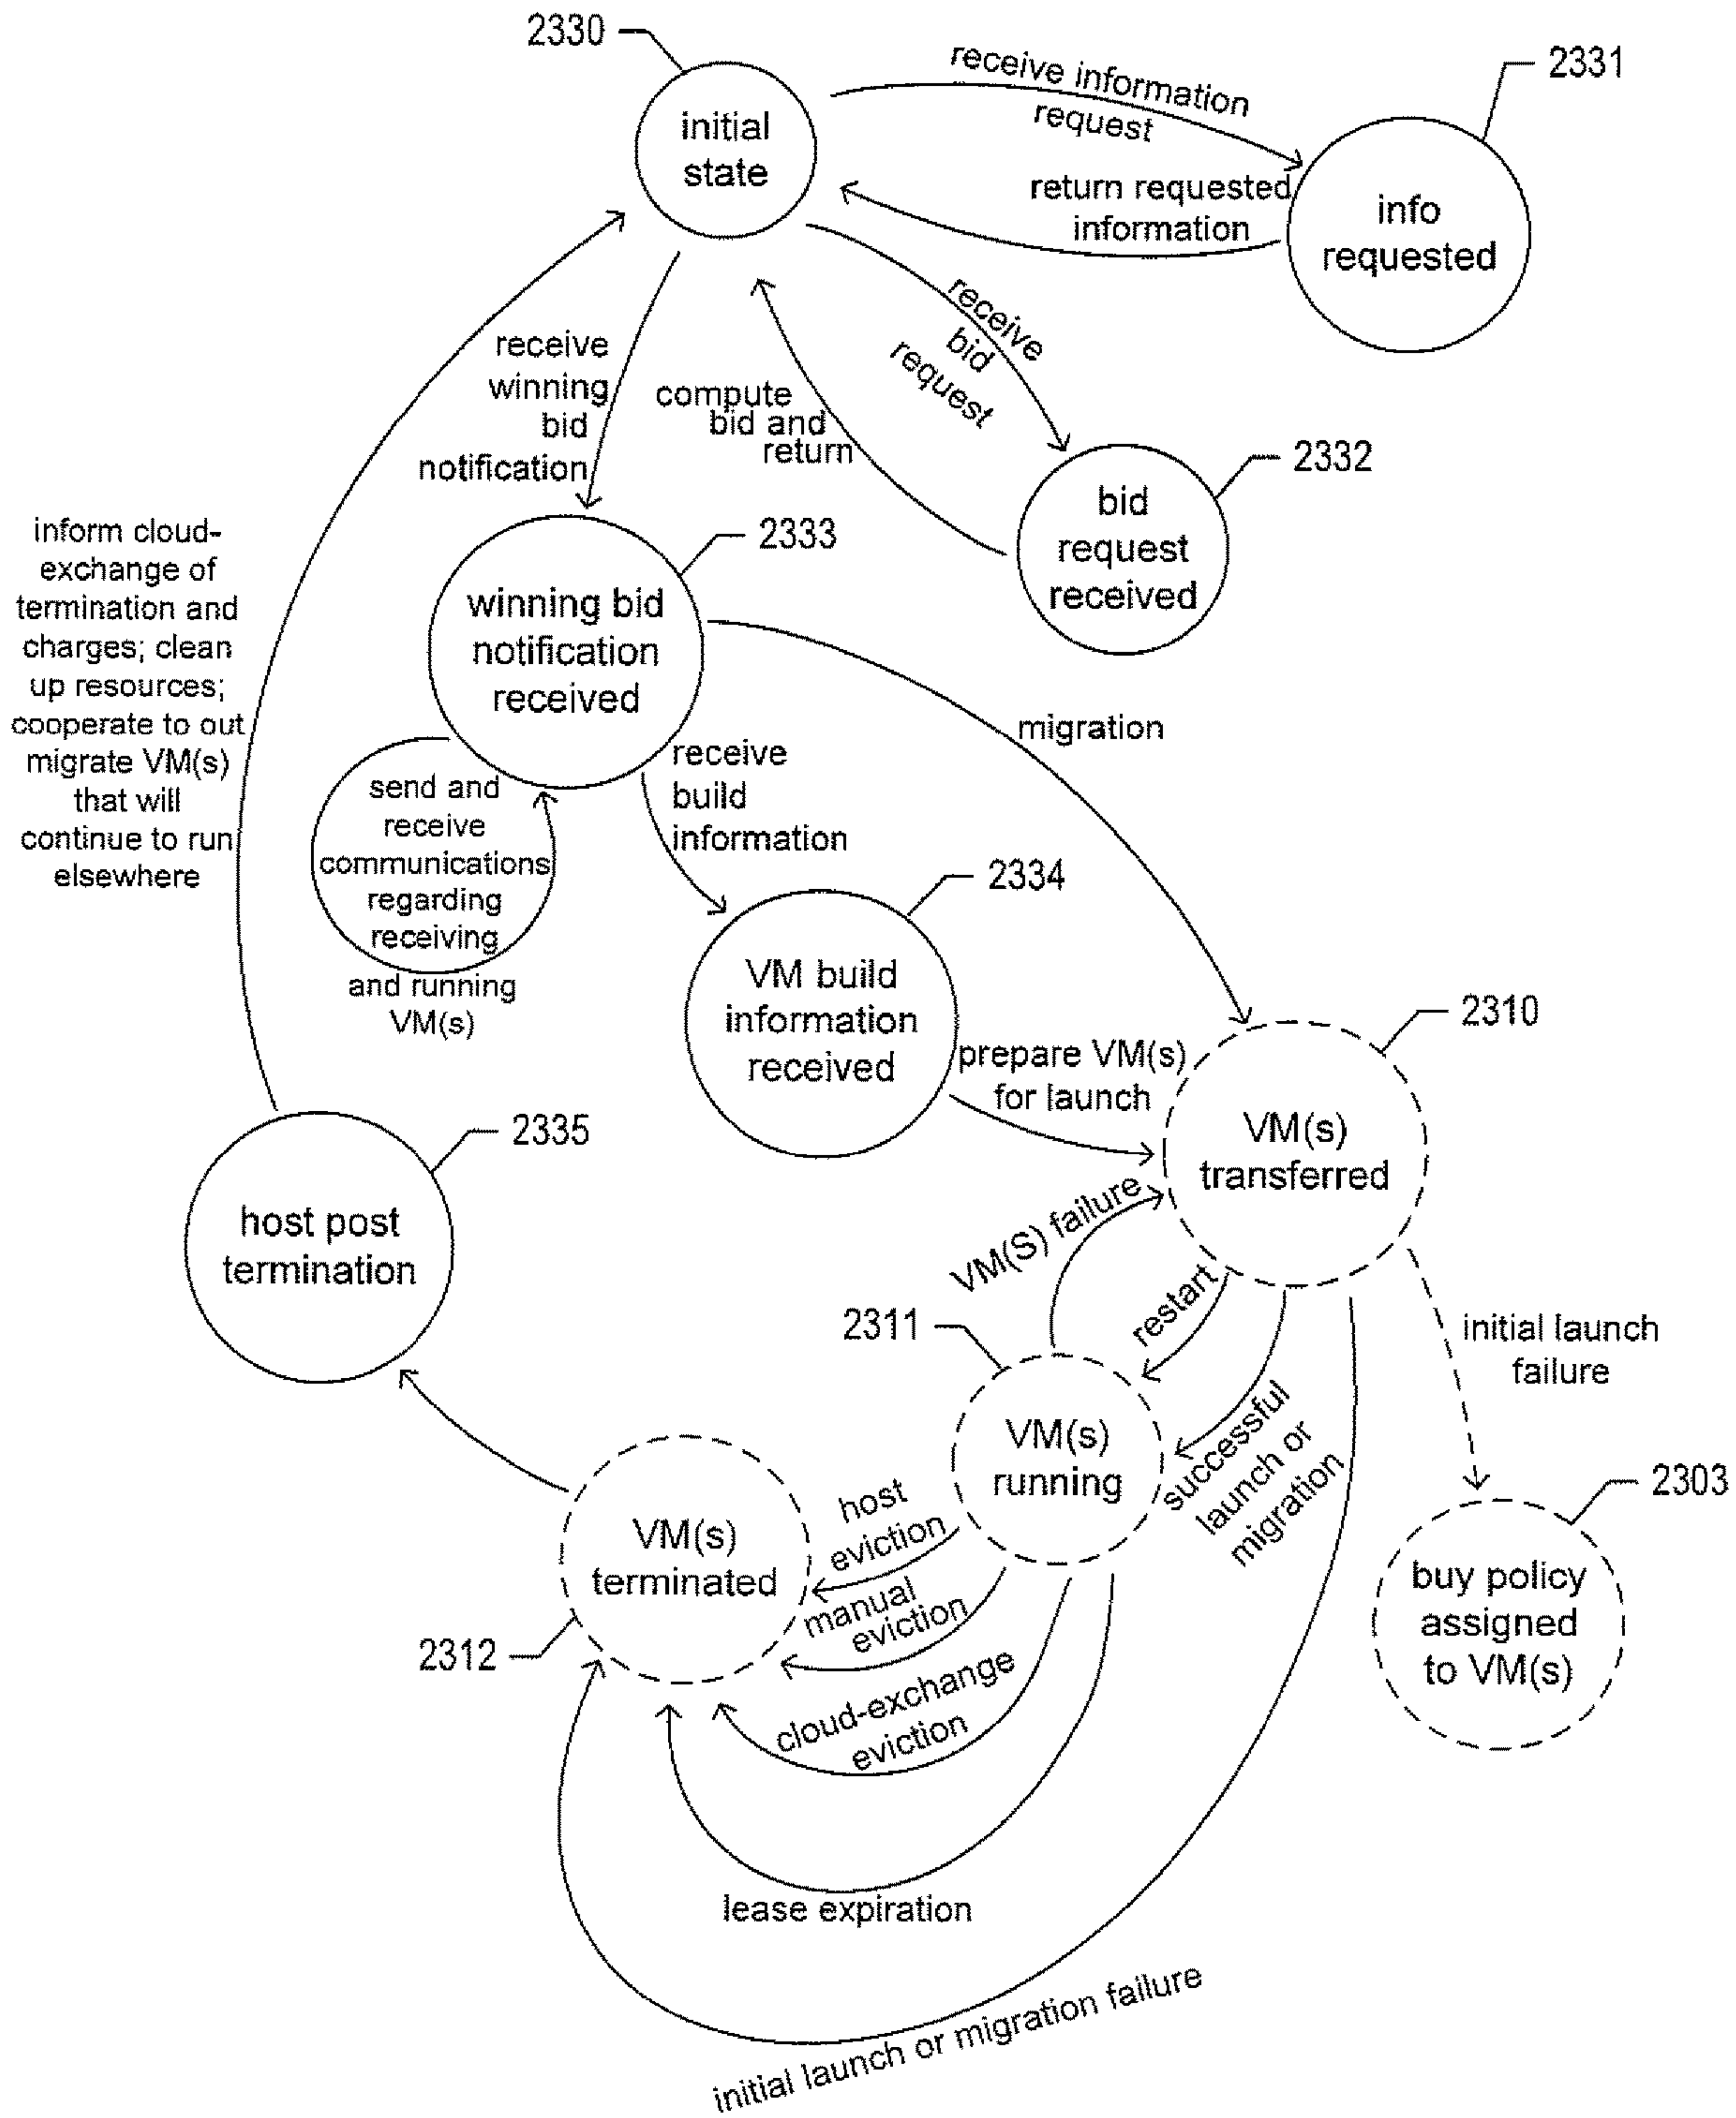 2330
initial
state
receive information
request
2331
return requested
information
info
requested
receive
bid
request
compute
bid and
return
receive
winning
bid
notification
2332
bid
request
received
2333
winning bid
notification
received
inform cloud-
exchange of
termination and
charges; clean
up resources;
cooperate to out
migrate VM(s)
that will
continue to run
elsewhere
send and
receive
communications
regarding
receiving
and running
VM(s)
receive
build
information
migration
2334
VM build
information
received
prepare VM(s)
for launch
2310
VM(s)
transferred
2335
host post
termination
VM(S) failure
restart
successful
launch or
migration
initial launch
failure
2311
VM(s)
running
2303
buy policy
assigned
to VM(s)
VM(s)
terminated
2312
host
eviction
manual
eviction
cloud-exchange
eviction
lease expiration
initial launch or migration failure